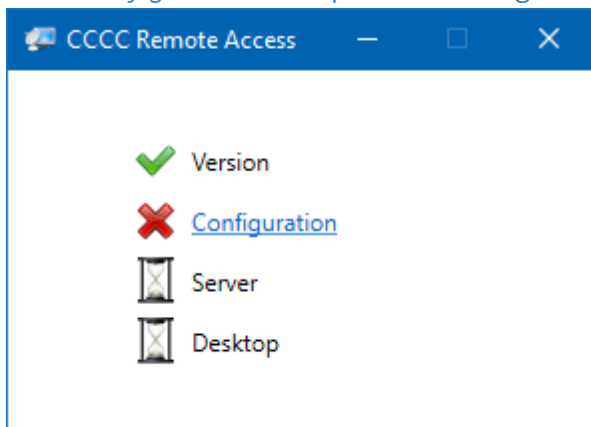 CCCC Remote Access
Version
Configuration
Server
Desktop